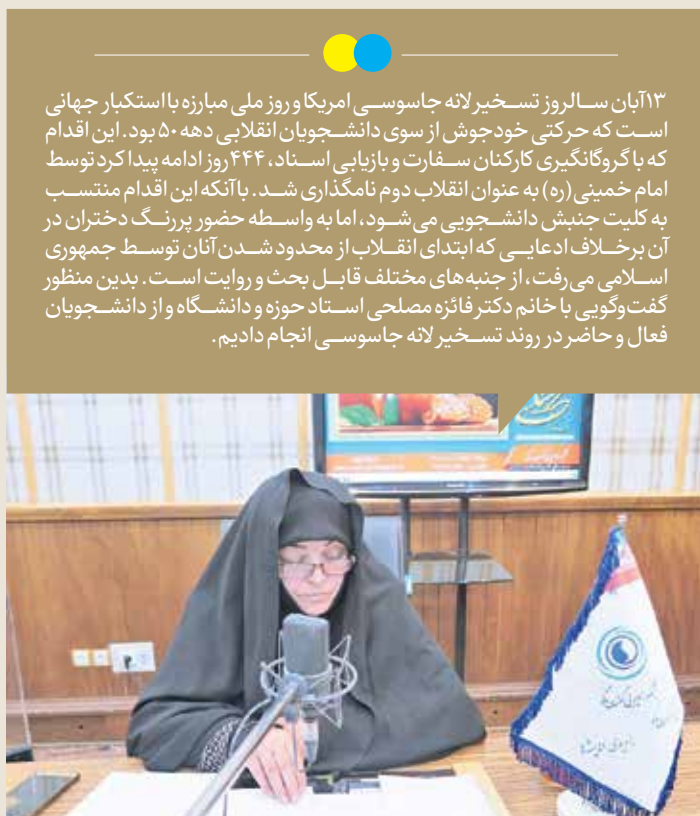 ۱۳آبان سالروز تسخیر لانه جاسوسی امریکا و روز ملی مبارزه با استکبار جهانی
است که حرکتی خودجوش از سوی دانشجویان انقلابی دهه ۵۰ بود. این اقدام
که با گروگانگیری کارکنان سفارت و بازیابی اسناد، ۴۴۴ روز ادامه پیدا کرد توسط
امام خمینی(ره) به عنوان انقلاب دوم نامگذاری شد. باآنکه این اقدام منتسب
به کلیت جنبش دانشجویی می‌شود، اما به واسطه حضور پررنگ دختران در
آن برخلاف ادعایی که ابتدای انقلاب از محدود شدن آنان توسط جمهوری
اسلامی می‌رفت، از جنبه‌های مختلف قابل بحث و روایت است. بدین منظور
گفت‌وگویی با خانم دکتر فائزه مصلحی استاد حوزه و دانشگاه و از دانشجویان
فعال و حاضر در روند تسخیر لانه جاسوسی انجام دادیم.